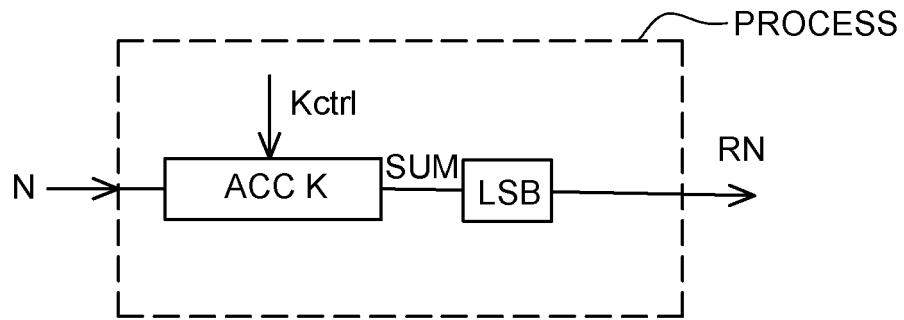 PROCESS
Kctrl
RN
SUM
N
ACC K
LSB